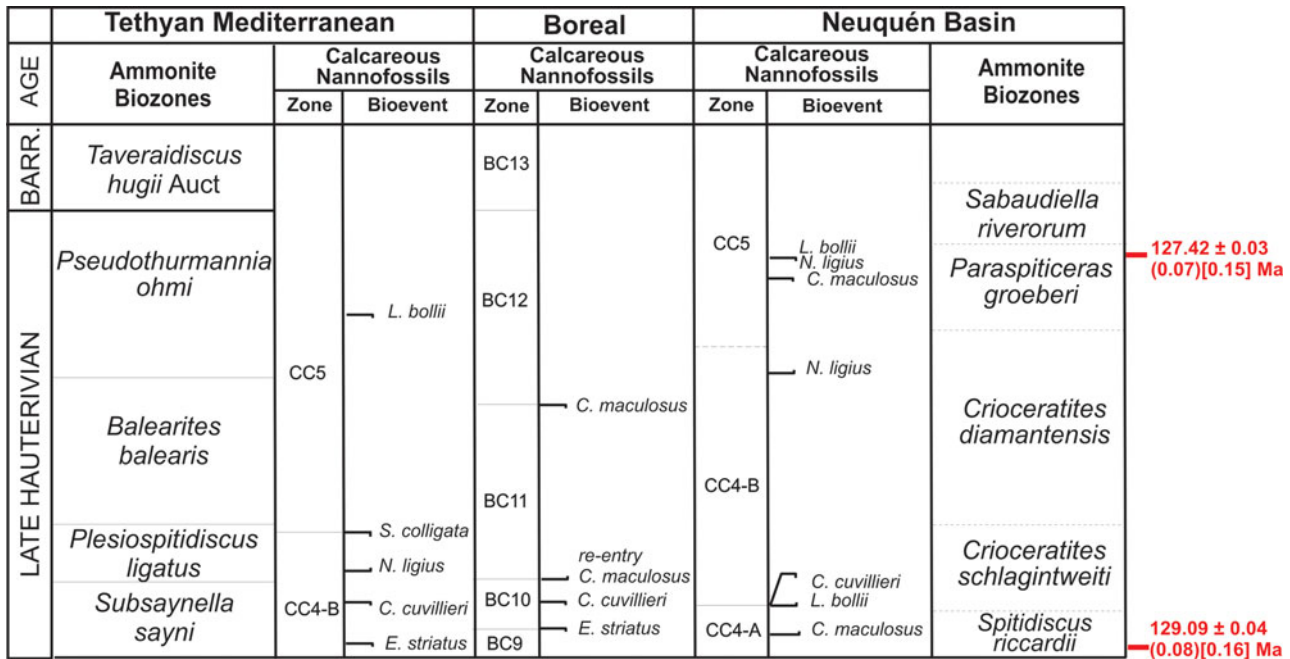 Tethyan Mediterranean
Boreal
Neuquén Basin
AGE
Ammonite
Biozones
Calcareous
Nannofossils
Zone
Bioevent
Calcareous
Nannofossils
Zone
Bioevent
Calcareous
Nannofossils
Zone
Bioevent
Ammonite
Biozones
BARR.
LATE HAUTERIVIAN
Taveraidiscus
hugii Auct
Pseudothurmannia
ohmi
Balearites
balearis
Plesiospitidiscus
ligatus
Subsaynella
sayni
CC5
CC4-B
L. bollii
S. colligata
N. ligius
C. cuvillieri
E. striatus
BC13
BC12
BC11
BC10
BC9
C. maculosus
re-entry
C. maculosus
C. cuvillieri
E. striatus
CC5
CC4-B
CC4-A
L. bollii
N. ligius
C. maculosus
N. ligius
C. cuvillieri
L. bollii
C. maculosus
Sabaudiella
riverorum
Paraspiticeras
groeberi
Crioceratites
diamantensis
Crioceratites
schlagintweiti
Spitidiscus
riccardii
127.42 ± 0.03
(0.07)[0.15] Ma
129.09 ± 0.04
(0.08)[0.16] Ma